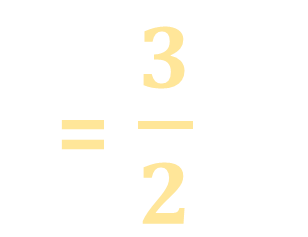 = 3/2